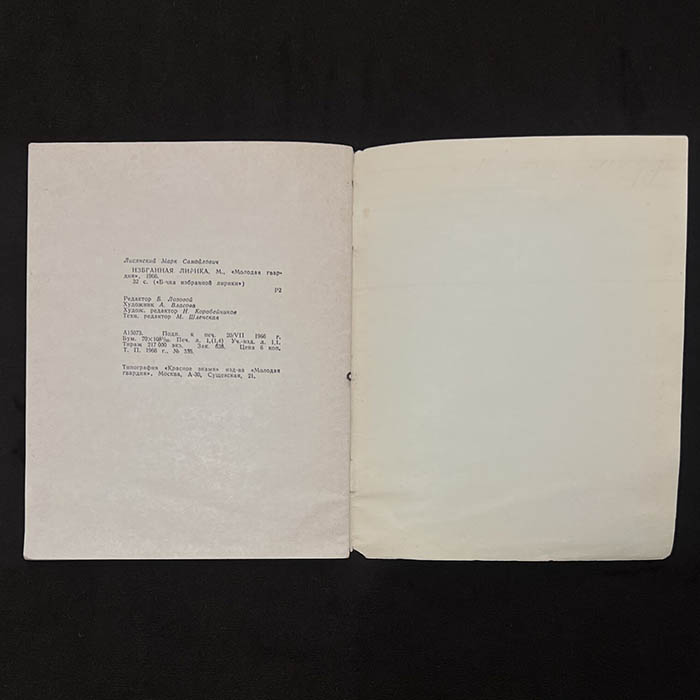 Лисянский Марк Самойлович
ИЗБРАННАЯ ЛИРИКА. М., «Молодая гвар-
дия», 1966.
32 с. («Б-чка избранной лирики»)
Р2
Редактор Б. Лозовой
Художник А. Власова
Худож. редактор Н. Коробейников
Техн. редактор М. Шленская
А15073. Подп. к печ. 20/VII 1966 г.
Бум. 70×108¹/₃₂. Печ. л. 1,(1,4) Уч.-изд. л. 1,1.
Тираж 217 000 экз. Зак. 638. Цена 6 коп.
Т. П. 1966 г., № 338.
Типография «Красное знамя» изд-ва «Молодая
гвардия». Москва, А-30, Сущевская, 21.